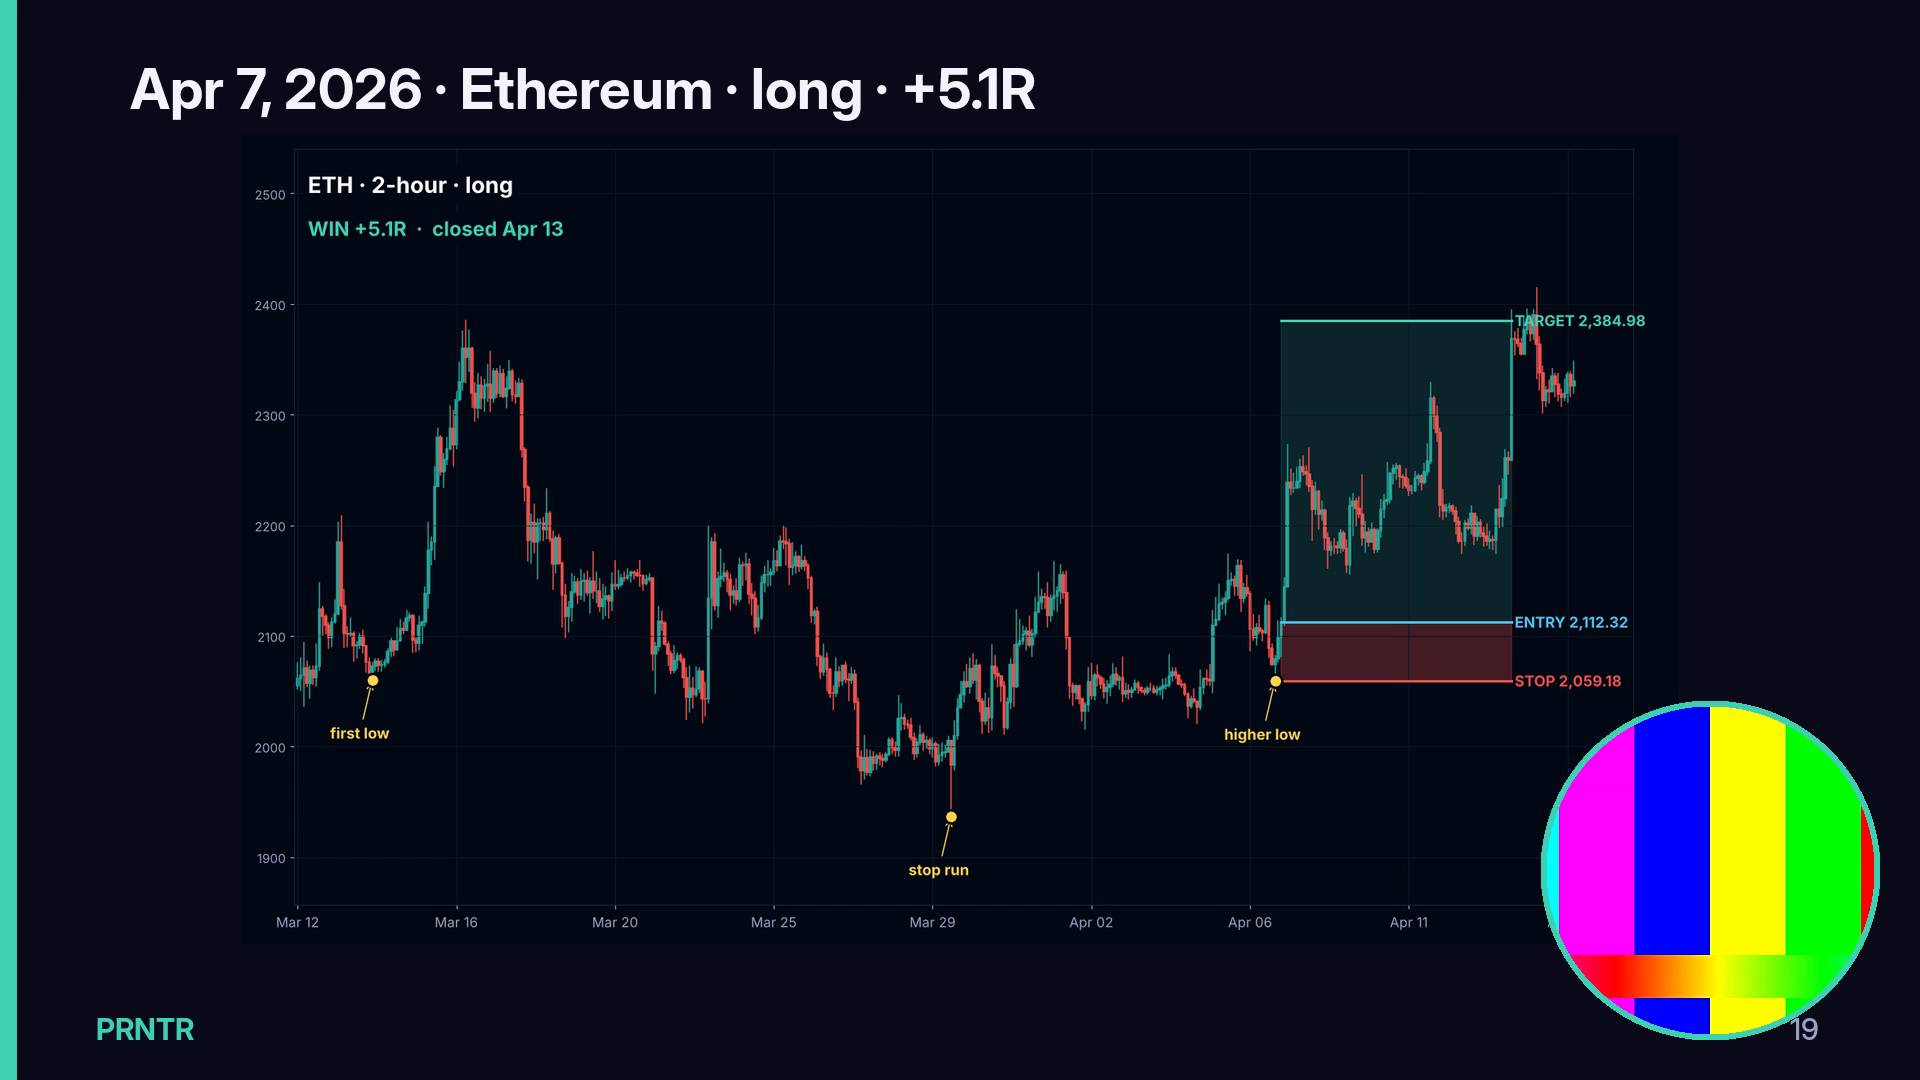 Apr 7, 2026 · Ethereum · long · +5.1R
ETH · 2-hour · long
WIN +5.1R · closed Apr 13
2500
2400
2300
2200
2100
2000
1900
TARGET 2,384.98
ENTRY 2,112.32
STOP 2,059.18
first low
higher low
stop run
Mar 12
Mar 16
Mar 20
Mar 25
Mar 29
Apr 02
Apr 06
Apr 11
PRNTR
19